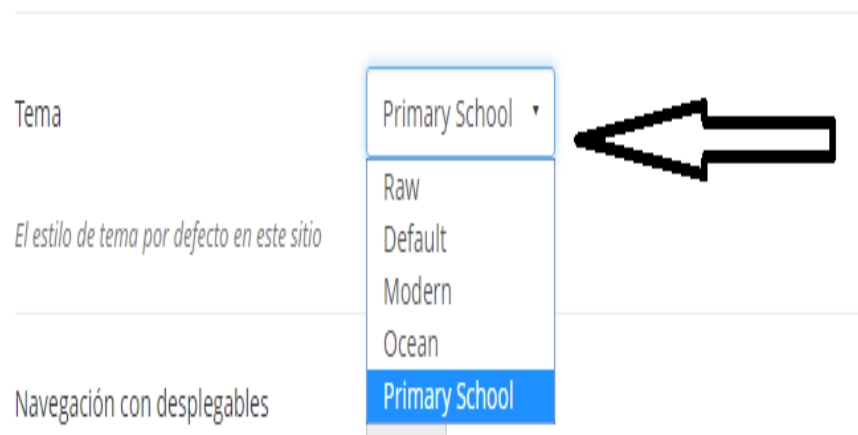 Tema
Primary School
Raw
El estilo de tema por defecto en este sitio
Default
Modern
Ocean
Primary School
Navegación con desplegables